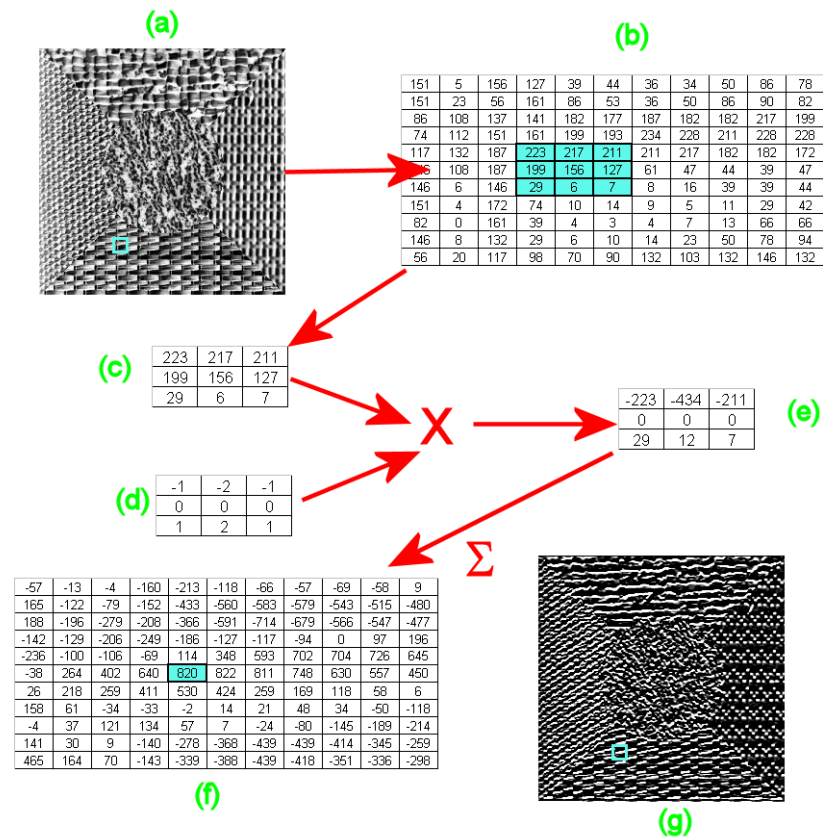 (a)
(b)
151 5 156 127 39 44 36 34 50 86 78
151 23 56 161 86 53 36 50 86 90 82
86 108 137 141 182 177 187 182 182 217 199
74 112 151 161 199 193 234 228 211 228 228
117 132 187 223 217 211 211 217 182 182 172
108 187 199 156 127 61 47 44 39 47
146 6 146 29 6 7 8 16 39 39 44
151 4 172 74 10 14 9 5 11 29 42
82 0 161 39 4 3 4 7 13 66 66
146 8 132 29 6 10 14 23 50 78 94
56 20 117 98 70 90 132 103 132 146 132
(c)
223 217 211
199 156 127
29 6 7
X
-223 -434 -211
0 0 0
29 12 7
(e)
(d)
-1 -2 -1
0 0 0
1 2 1
Σ
-57 -13 -4 -160 -213 -118 -66 -57 -69 -58 9
165 -122 -79 -152 -433 -560 -583 -579 -543 -515 -480
188 -196 -279 -208 -366 -591 -714 -679 -566 -547 -477
-142 -129 -206 -249 -186 -127 -117 -94 0 97 196
-236 -100 -106 -69 114 348 593 702 704 726 645
-38 264 402 640 820 822 811 748 630 557 450
26 218 259 411 530 424 259 169 118 58 6
158 61 -34 -33 -2 14 21 48 34 -50 -118
-4 37 121 134 57 7 -24 -80 -145 -189 -214
141 30 9 -140 -278 -368 -439 -439 -414 -345 -259
465 164 70 -143 -339 -388 -439 -418 -351 -336 -298
(f)
(g)